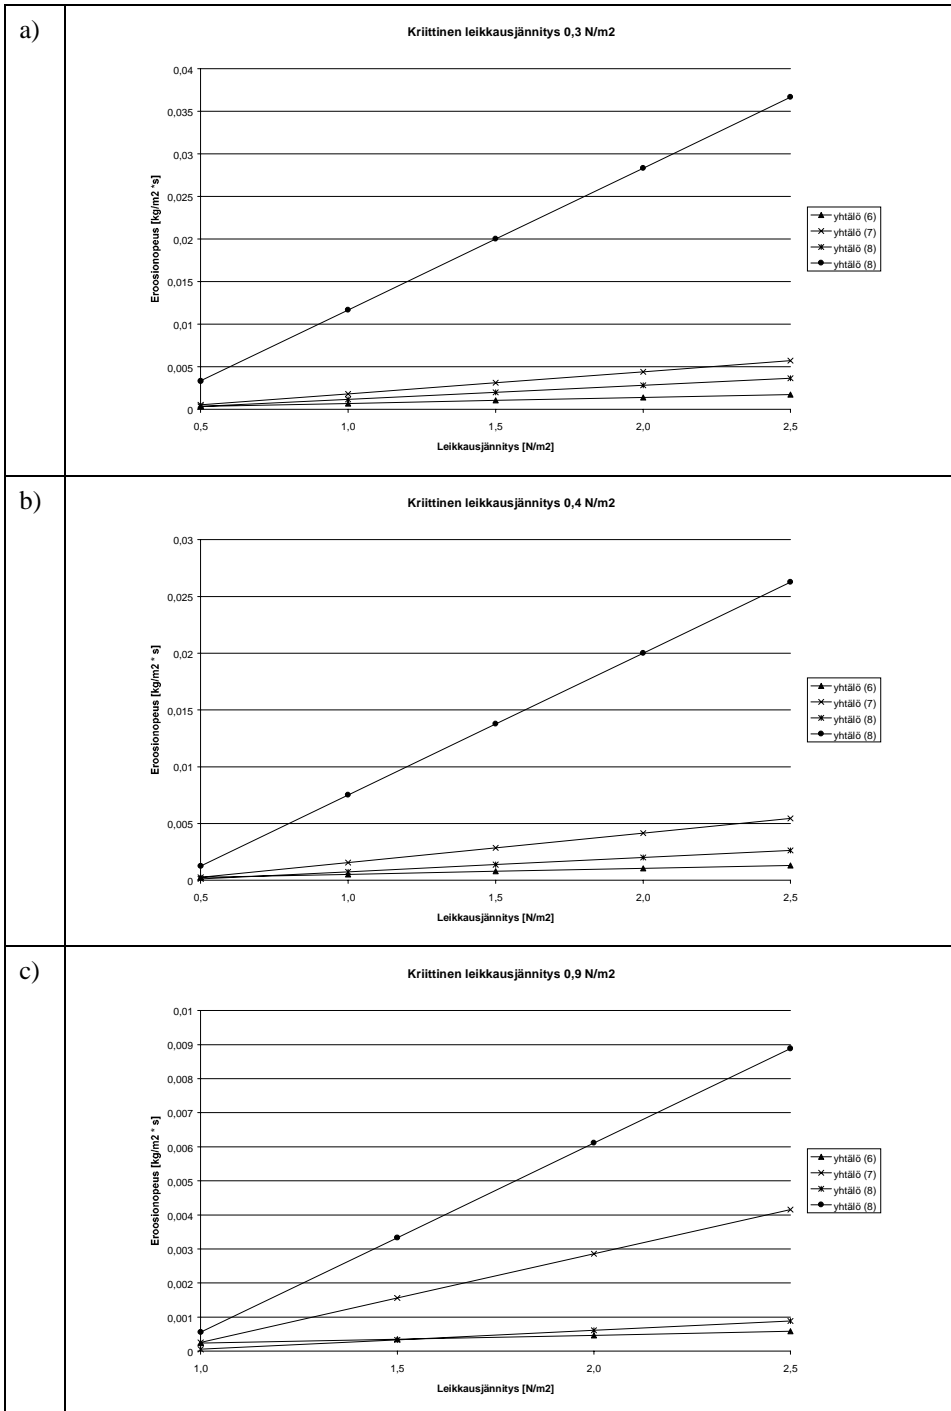 a)
Kriittinen leikkausjännitys 0,3 N/m2
0,04
0,035
0,03
0,025
0,02
0,015
0,01
0,005
0
Eroosionopeus [kg/m2 *s]
0,5 1,0 1,5 2,0 2,5
Leikkausjännitys [N/m2]
yhtälö (6)
yhtälö (7)
yhtälö (8)
yhtälö (8)
b)
Kriittinen leikkausjännitys 0,4 N/m2
0,03
0,025
0,02
0,015
0,01
0,005
0
Eroosionopeus [kg/m2 * s]
0,5 1,0 1,5 2,0 2,5
Leikkausjännitys [N/m2]
yhtälö (6)
yhtälö (7)
yhtälö (8)
yhtälö (8)
c)
Kriittinen leikkausjännitys 0,9 N/m2
0,01
0,009
0,008
0,007
0,006
0,005
0,004
0,003
0,002
0,001
0
Eroosionopeus [kg/m2 * s]
1,0 1,5 2,0 2,5
Leikkausjännitys [N/m2]
yhtälö (6)
yhtälö (7)
yhtälö (8)
yhtälö (8)